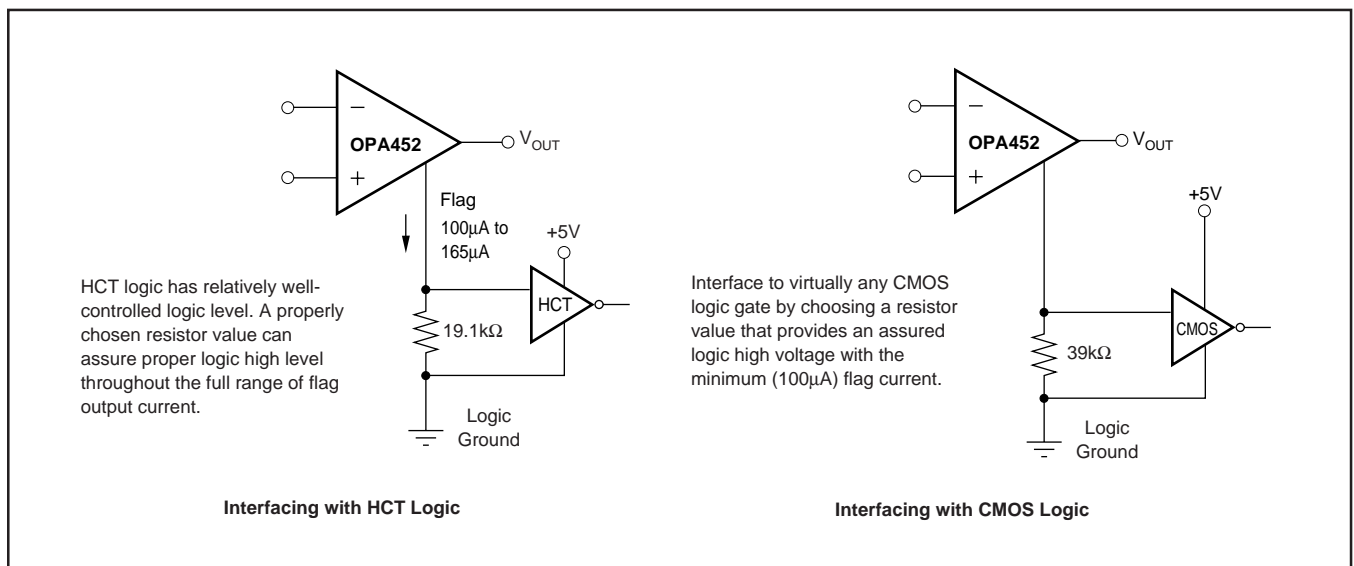 −
OPA452
+
VOUT
Flag
100µA to
165µA
+5V
HCT
19.1kΩ
Logic
Ground
HCT logic has relatively well-
controlled logic level. A properly
chosen resistor value can
assure proper logic high level
throughout the full range of flag
output current.
Interfacing with HCT Logic
−
OPA452
+
VOUT
+5V
CMOS
39kΩ
Logic
Ground
Interface to virtually any CMOS
logic gate by choosing a resistor
value that provides an assured
logic high voltage with the
minimum (100µA) flag current.
Interfacing with CMOS Logic